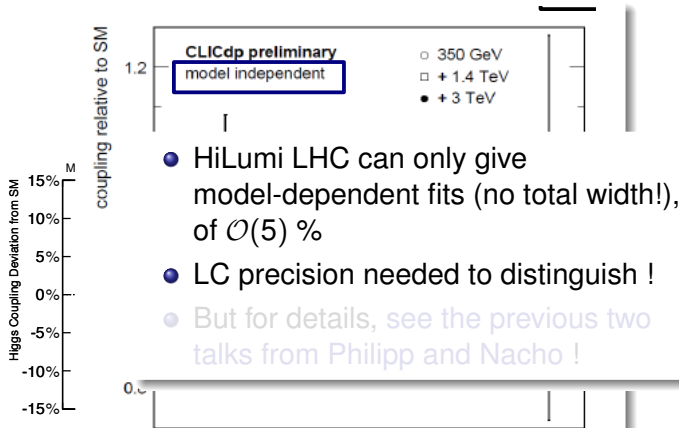 coupling relative to SM
CLICdp preliminary
model independent
350 GeV
+ 1.4 TeV
+ 3 TeV
1.2
HiLumi LHC can only give
model-dependent fits (no total width!),
of O(5) %
LC precision needed to distinguish !
But for details, see the previous two
talks from Philipp and Nacho !
M
Higgs Coupling Deviation from SM
15%
10%
5%
0%
-5%
-10%
-15%